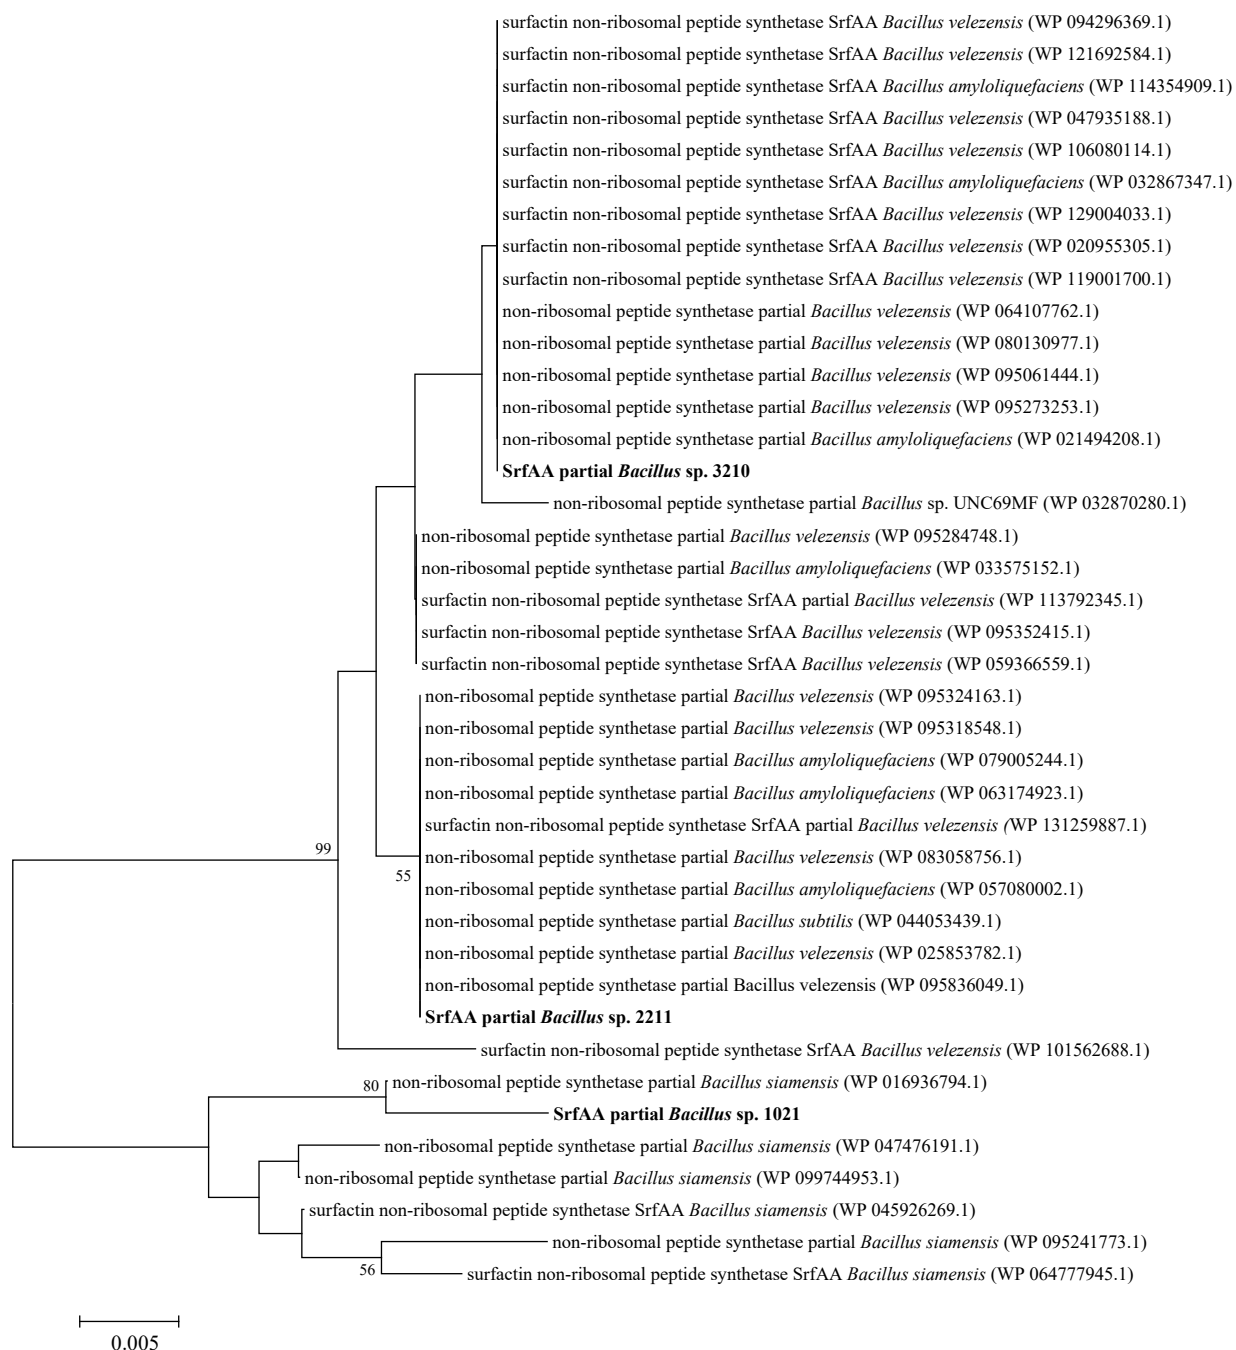 surfactin non-ribosomal peptide synthetase SrfAA Bacillus velezensis (WP 094296369.1)
surfactin non-ribosomal peptide synthetase SrfAA Bacillus velezensis (WP 121692584.1)
surfactin non-ribosomal peptide synthetase SrfAA Bacillus amyloliquefaciens (WP 114354909.1)
surfactin non-ribosomal peptide synthetase SrfAA Bacillus velezensis (WP 047935188.1)
surfactin non-ribosomal peptide synthetase SrfAA Bacillus velezensis (WP 106080114.1)
surfactin non-ribosomal peptide synthetase SrfAA Bacillus amyloliquefaciens (WP 032867347.1)
surfactin non-ribosomal peptide synthetase SrfAA Bacillus velezensis (WP 129004033.1)
surfactin non-ribosomal peptide synthetase SrfAA Bacillus velezensis (WP 020955305.1)
surfactin non-ribosomal peptide synthetase SrfAA Bacillus velezensis (WP 119001700.1)
non-ribosomal peptide synthetase partial Bacillus velezensis (WP 064107762.1)
non-ribosomal peptide synthetase partial Bacillus velezensis (WP 080130977.1)
non-ribosomal peptide synthetase partial Bacillus velezensis (WP 095061444.1)
non-ribosomal peptide synthetase partial Bacillus velezensis (WP 095273253.1)
non-ribosomal peptide synthetase partial Bacillus amyloliquefaciens (WP 021494208.1)
SrfAA partial Bacillus sp. 3210
non-ribosomal peptide synthetase partial Bacillus sp. UNC69MF (WP 032870280.1)
non-ribosomal peptide synthetase partial Bacillus velezensis (WP 095284748.1)
non-ribosomal peptide synthetase partial Bacillus amyloliquefaciens (WP 033575152.1)
surfactin non-ribosomal peptide synthetase SrfAA partial Bacillus velezensis (WP 113792345.1)
surfactin non-ribosomal peptide synthetase SrfAA Bacillus velezensis (WP 095352415.1)
surfactin non-ribosomal peptide synthetase SrfAA Bacillus velezensis (WP 059366559.1)
non-ribosomal peptide synthetase partial Bacillus velezensis (WP 095324163.1)
non-ribosomal peptide synthetase partial Bacillus velezensis (WP 095318548.1)
non-ribosomal peptide synthetase partial Bacillus amyloliquefaciens (WP 079005244.1)
non-ribosomal peptide synthetase partial Bacillus amyloliquefaciens (WP 063174923.1)
surfactin non-ribosomal peptide synthetase SrfAA partial Bacillus velezensis (WP 131259887.1)
99
non-ribosomal peptide synthetase partial Bacillus velezensis (WP 083058756.1)
55
non-ribosomal peptide synthetase partial Bacillus amyloliquefaciens (WP 057080002.1)
non-ribosomal peptide synthetase partial Bacillus subtilis (WP 044053439.1)
non-ribosomal peptide synthetase partial Bacillus velezensis (WP 025853782.1)
non-ribosomal peptide synthetase partial Bacillus velezensis (WP 095836049.1)
SrfAA partial Bacillus sp. 2211
surfactin non-ribosomal peptide synthetase SrfAA Bacillus velezensis (WP 101562688.1)
80 non-ribosomal peptide synthetase partial Bacillus siamensis (WP 016936794.1)
SrfAA partial Bacillus sp. 1021
non-ribosomal peptide synthetase partial Bacillus siamensis (WP 047476191.1)
non-ribosomal peptide synthetase partial Bacillus siamensis (WP 099744953.1)
surfactin non-ribosomal peptide synthetase SrfAA Bacillus siamensis (WP 045926269.1)
non-ribosomal peptide synthetase partial Bacillus siamensis (WP 095241773.1)
56
surfactin non-ribosomal peptide synthetase SrfAA Bacillus siamensis (WP 064777945.1)
0.005